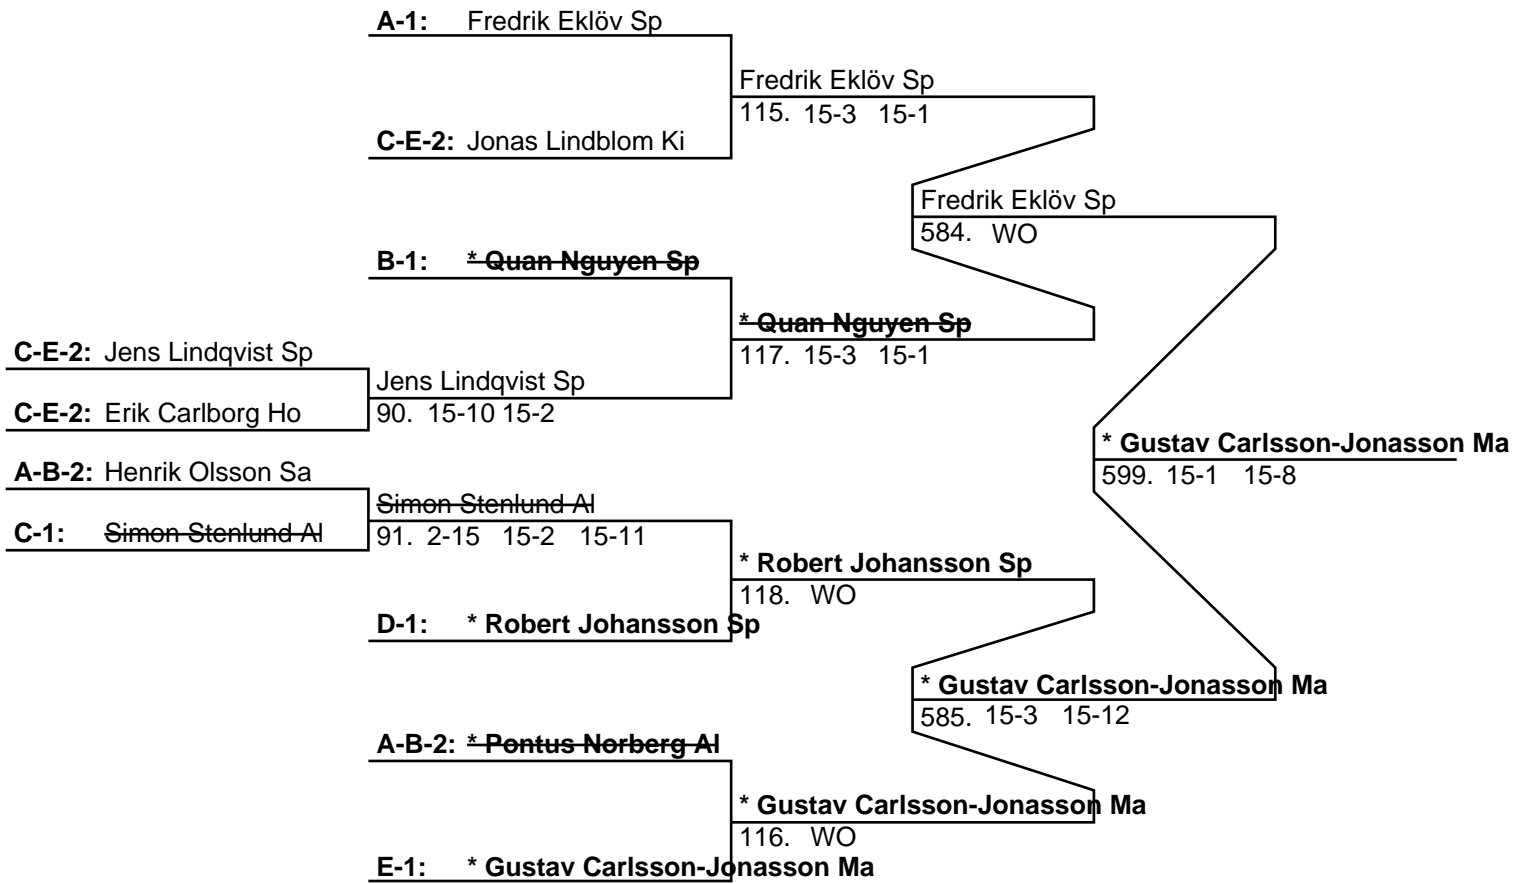 A-1: Fredrik Eklöv Sp
Fredrik Eklöv Sp
115. 15-3 15-1
C-E-2: Jonas Lindblom Ki
Fredrik Eklöv Sp
584. WO
B-1: * Quan Nguyen Sp
* Quan Nguyen Sp
117. 15-3 15-1
C-E-2: Jens Lindqvist Sp
Jens Lindqvist Sp
C-E-2: Erik Carlborg Ho
90. 15-10 15-2
* Gustav Carlsson-Jonasson Ma
599. 15-1 15-8
A-B-2: Henrik Olsson Sa
Simon Stenlund Al
C-1: Simon Stenlund Al
91. 2-15 15-2 15-11
* Robert Johansson Sp
118. WO
D-1: * Robert Johansson Sp
* Gustav Carlsson-Jonasson Ma
585. 15-3 15-12
A-B-2: * Pontus Norberg Al
* Gustav Carlsson-Jonasson Ma
116. WO
E-1: * Gustav Carlsson-Jonasson Ma